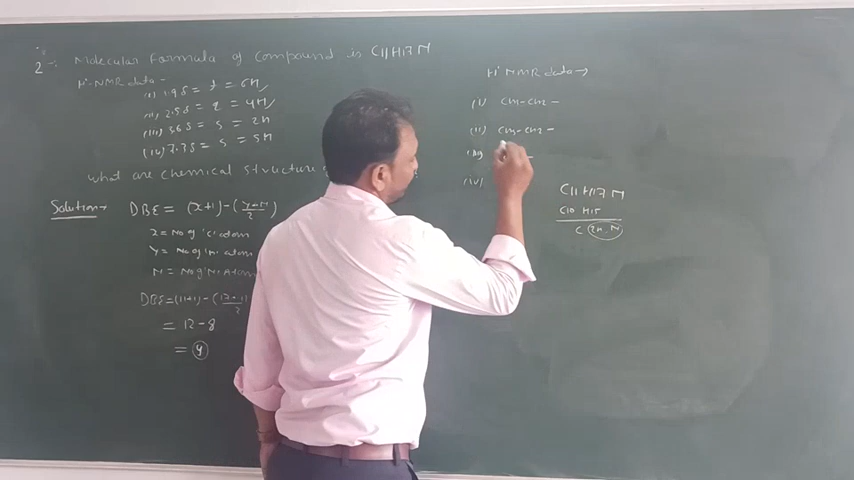 2 :- Molecular Formula of Compound is C11H17N
H'-NMR data -
(i) 1.9δ = t = 6H
(ii) 2.5δ = q = 4H
(iii) 3.6δ = s = 2H
(iv) 7.3δ = s = 5H
what are chemical structure
Solution→ DBE = (x+1)-(y-N/2)
x = No of 'c' atom
y = No of 'H' atom
N = No of 'N' Atom
DBE=(11+1)-(17-1/2)
= 12-8
= 4
H' NMR data→
(i) CH3-CH2-
(ii) CH3-CH2-
(iii)
(iv)
C11H17N
C10 H15
C 2H, N